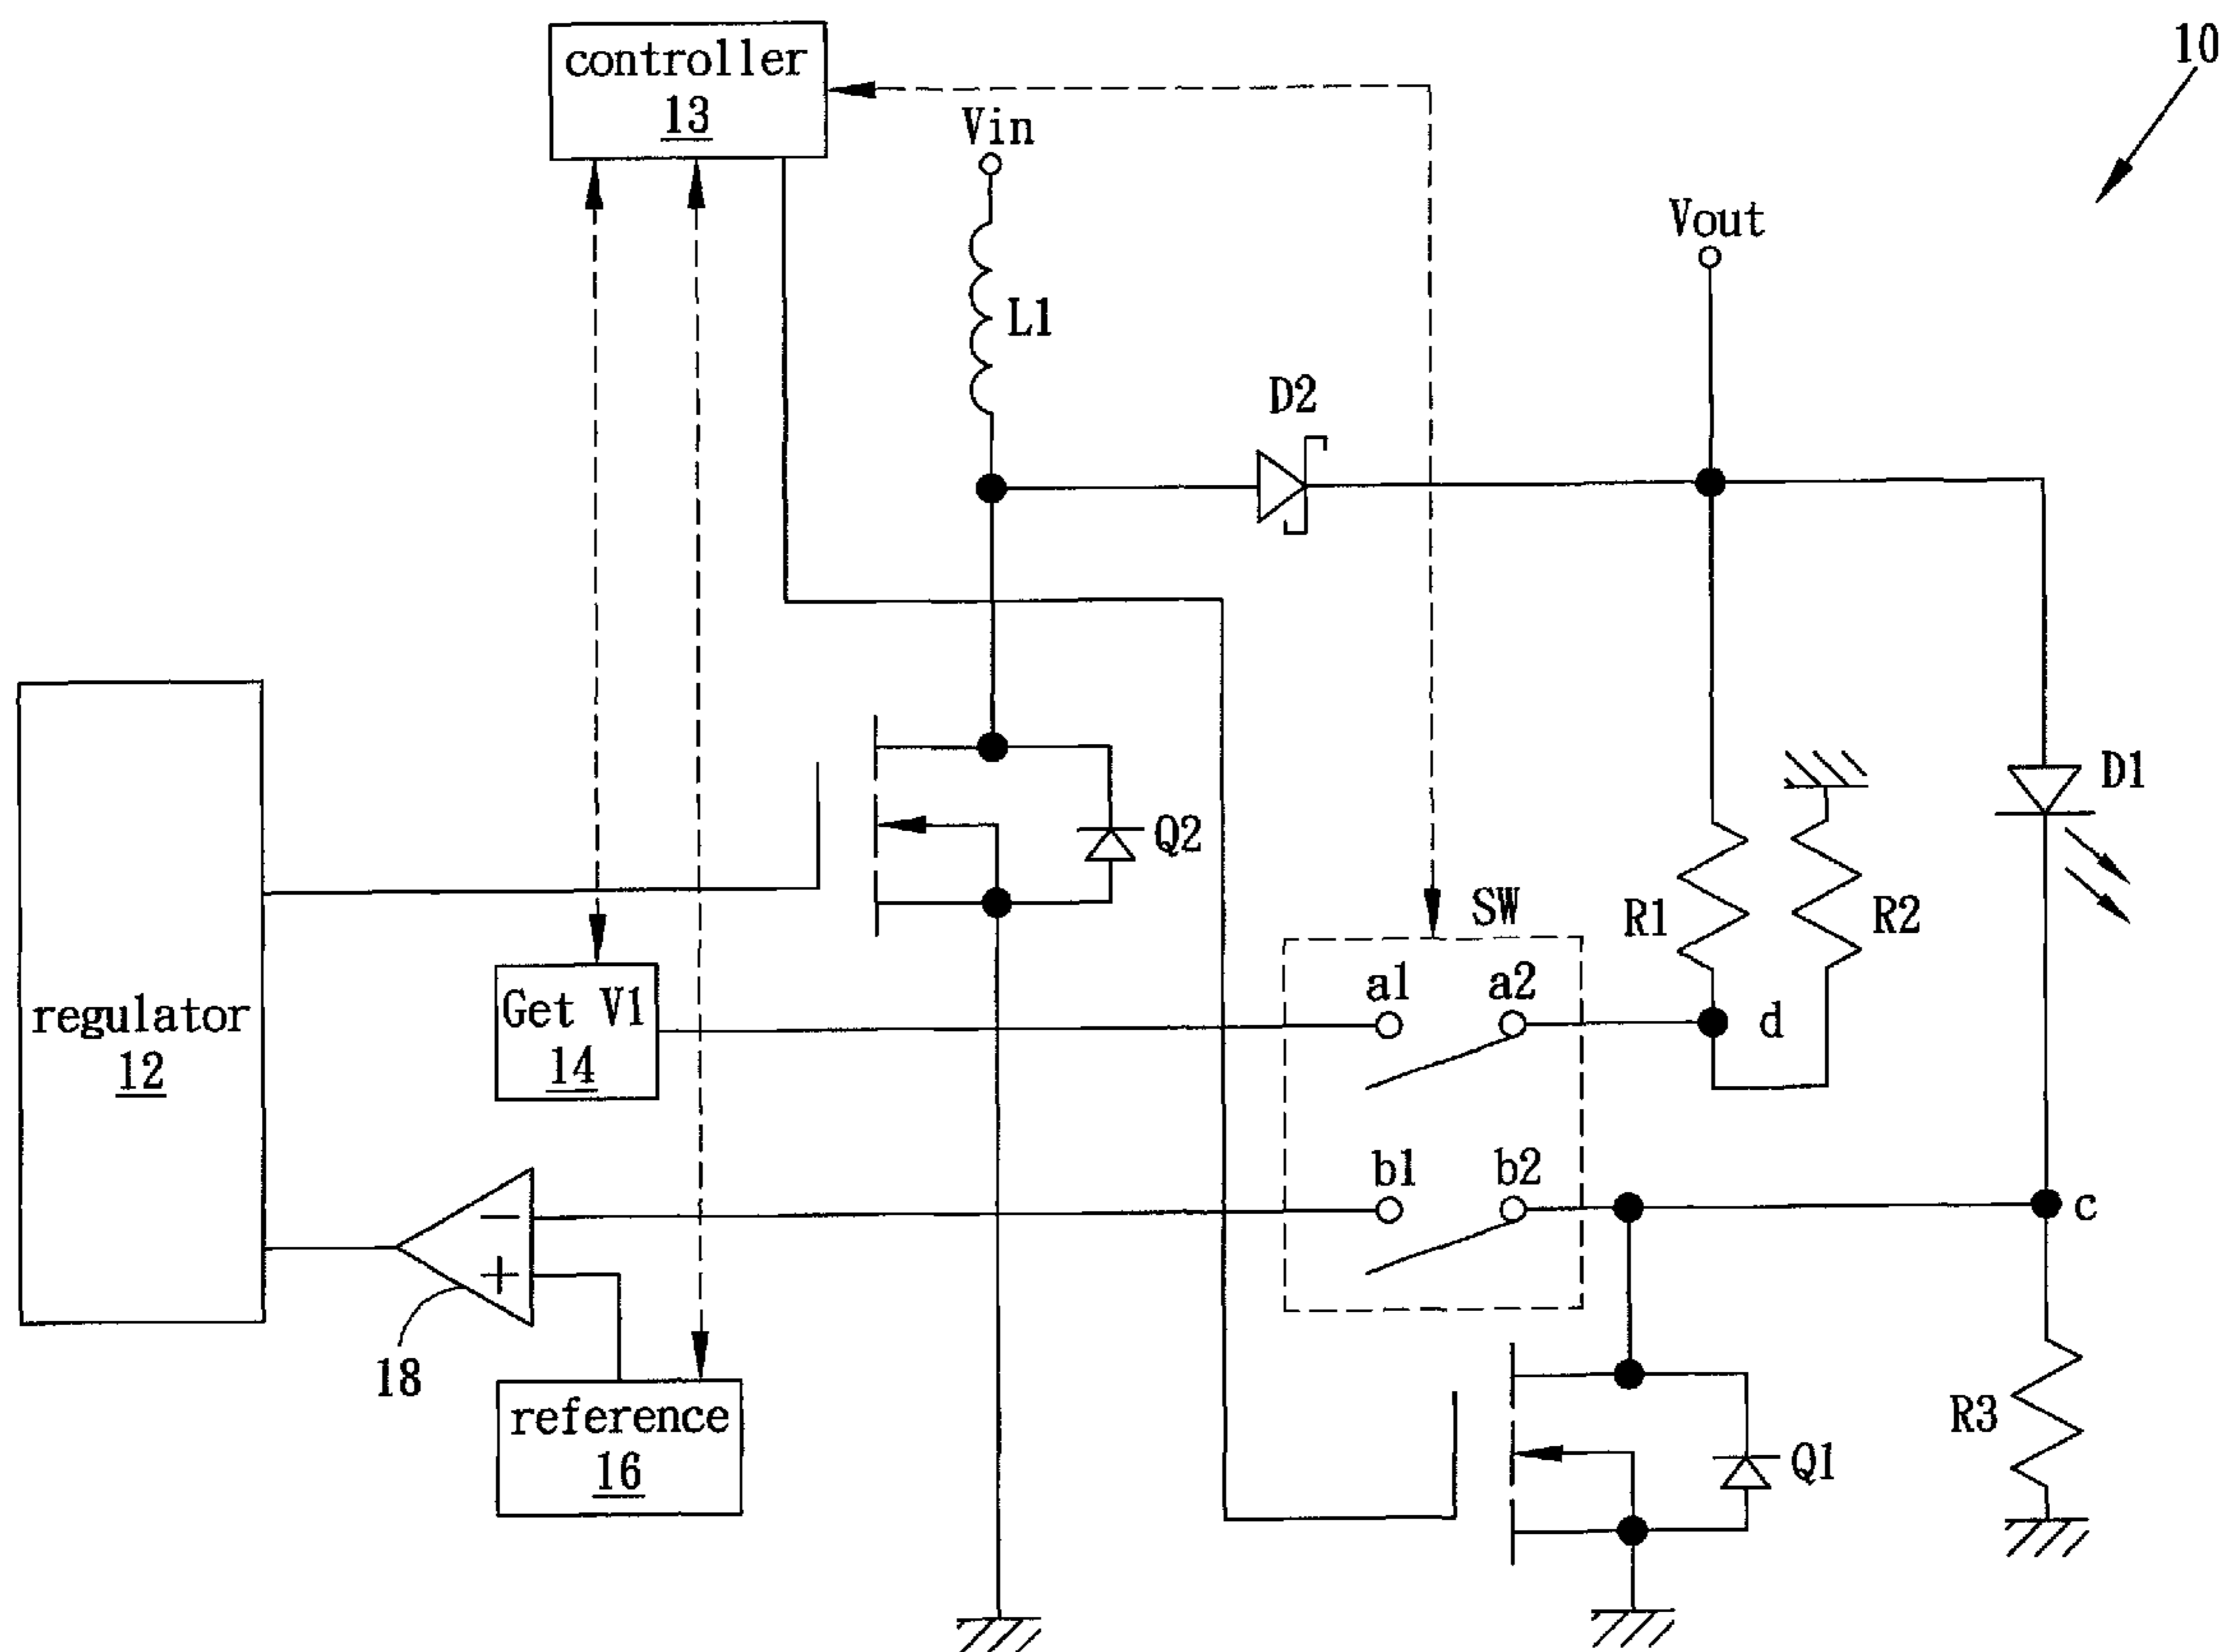 10
controller
13
Vin
Vout
L1
D2
D1
Q2
SW
R1
R2
a1
a2
Get V1
14
d
regulator
12
b1
b2
c
−
+
18
reference
16
R3
Q1